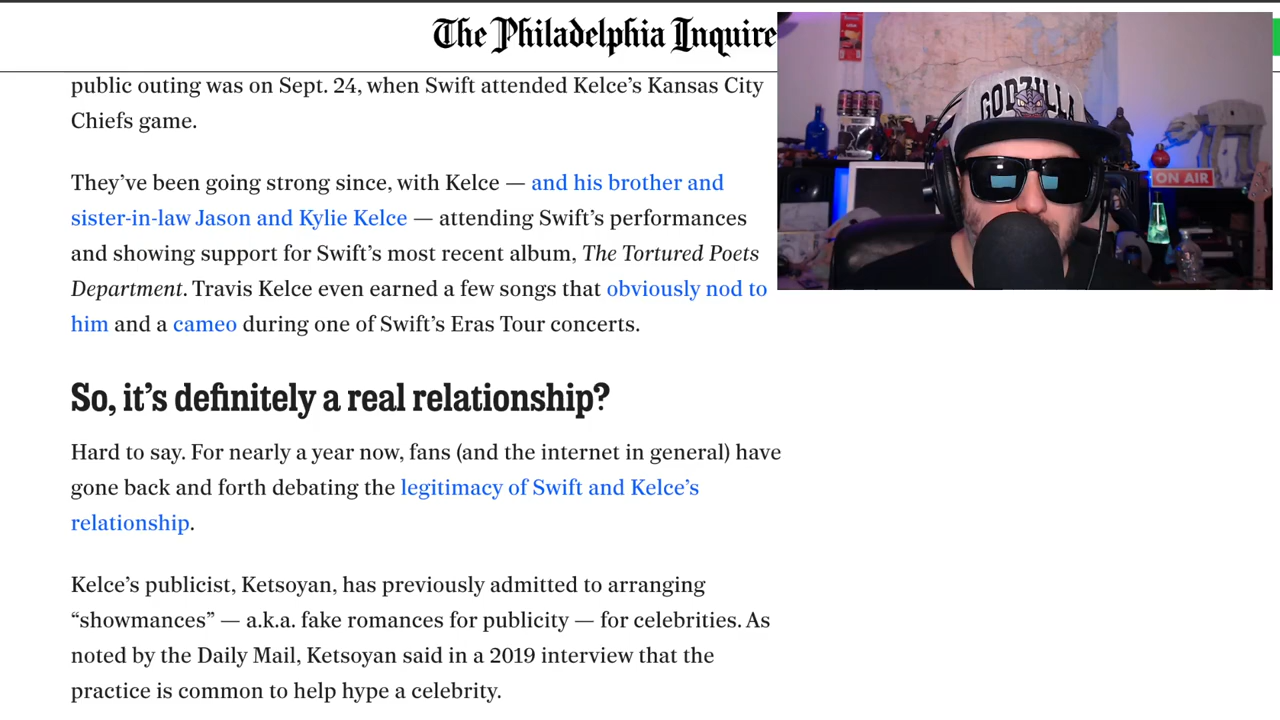 The Philadelphia Inquire
public outing was on Sept. 24, when Swift attended Kelce’s Kansas City
Chiefs game.
They’ve been going strong since, with Kelce — and his brother and
sister-in-law Jason and Kylie Kelce — attending Swift’s performances
and showing support for Swift’s most recent album, The Tortured Poets
Department. Travis Kelce even earned a few songs that obviously nod to
him and a cameo during one of Swift’s Eras Tour concerts.
So, it’s definitely a real relationship?
Hard to say. For nearly a year now, fans (and the internet in general) have
gone back and forth debating the legitimacy of Swift and Kelce’s
relationship.
Kelce’s publicist, Ketsoyan, has previously admitted to arranging
“showmances” — a.k.a. fake romances for publicity — for celebrities. As
noted by the Daily Mail, Ketsoyan said in a 2019 interview that the
practice is common to help hype a celebrity.
GODZILLA
ON AIR